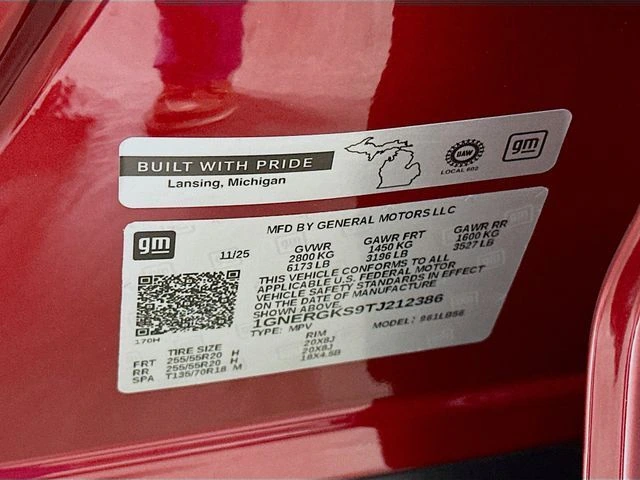 BUILT WITH PRIDE
Lansing, Michigan
UAW
LOCAL 602
gm
gm
MFD BY GENERAL MOTORS LLC
11/25
GVWR GAWR FRT GAWR RR
2800 KG 1450 KG 1600 KG
6173 LB 3196 LB 3527 LB
THIS VEHICLE CONFORMS TO ALL
APPLICABLE U.S. FEDERAL MOTOR
VEHICLE SAFETY STANDARDS IN EFFECT
ON THE DATE OF MANUFACTURE
SHOWN ABOVE.
1GNERGKS9TJ212386
TYPE: MPV MODEL: 961LB56
170H
TIRE SIZE RIM
FRT 255/55R20 H 20X8J
RR 255/55R20 H 20X8J
SPA T135/70R18 M 18X4.5B